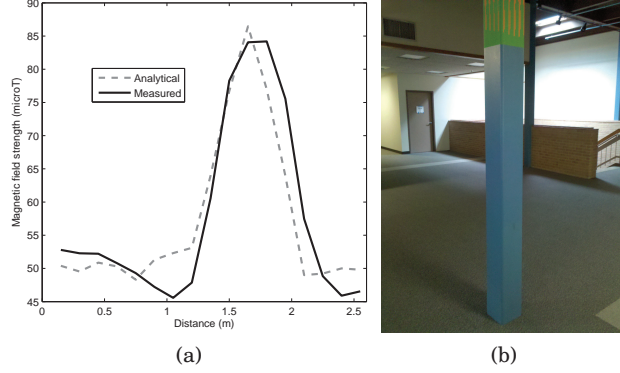 90
85
80
75
70
65
60
55
50
45
Magnetic field strength (microT)
Analytical
Measured
0 0.5 1 1.5 2 2.5
Distance (m)
(a) (b)